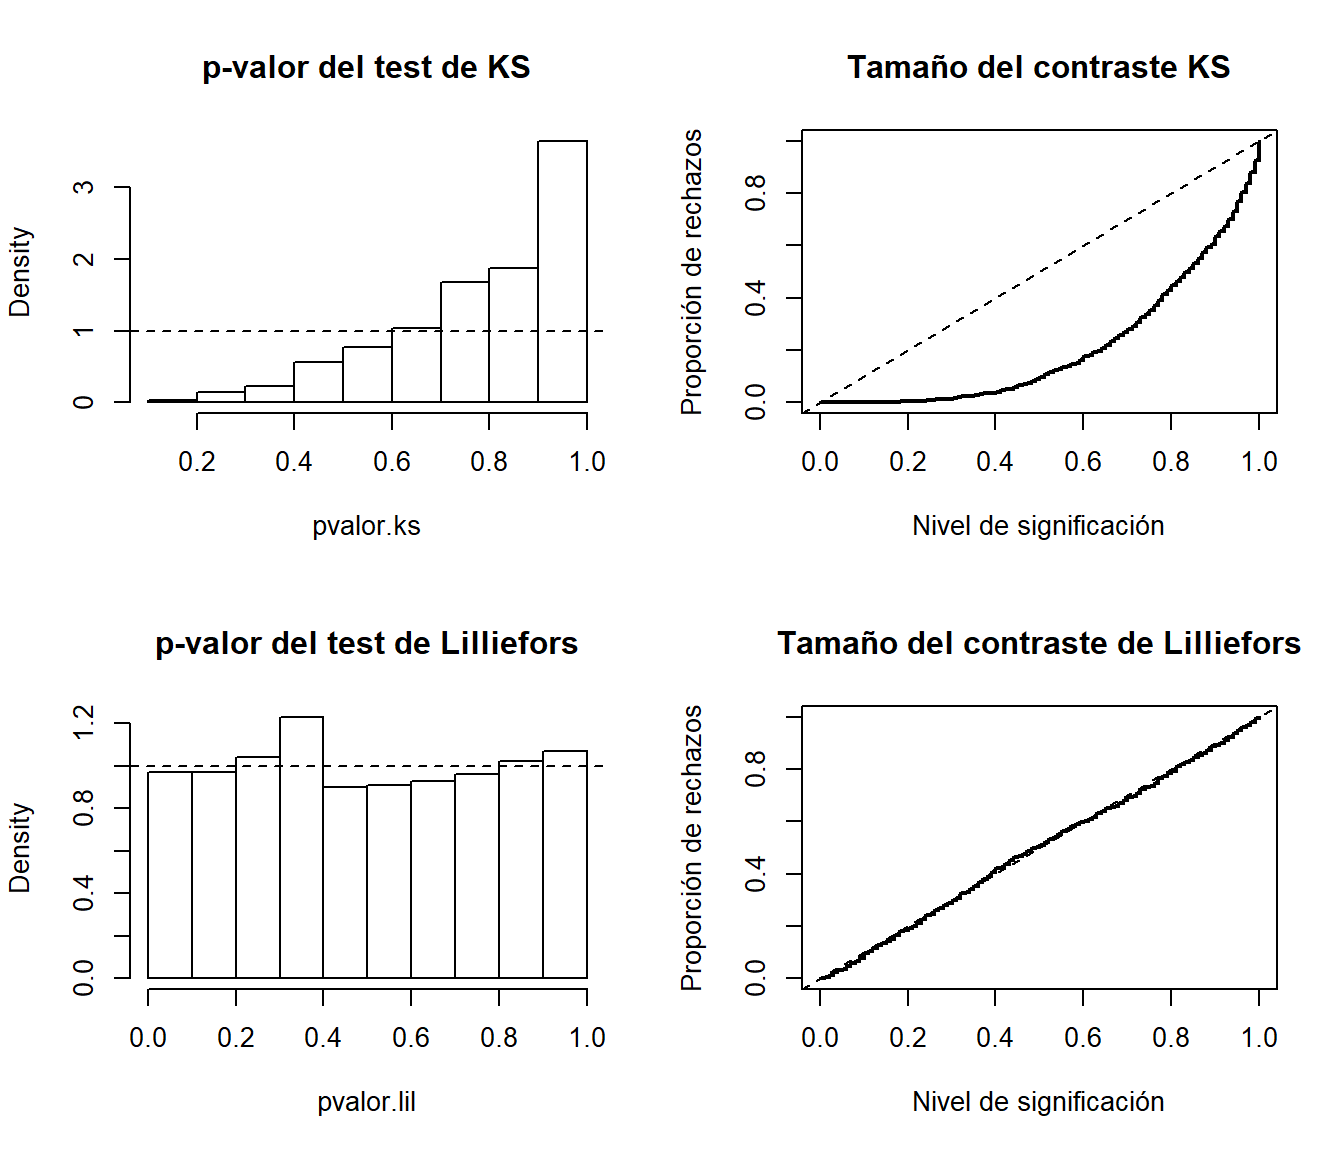 p-valor del test de KS
Density
0 1 2 3
0.2 0.4 0.6 0.8 1.0
pvalor.ks
Tamaño del contraste KS
Proporción de rechazos
0.0 0.4 0.8
0.0 0.2 0.4 0.6 0.8 1.0
Nivel de significación
p-valor del test de Lilliefors
Density
0.0 0.4 0.8 1.2
0.0 0.2 0.4 0.6 0.8 1.0
pvalor.lil
Tamaño del contraste de Lilliefors
Proporción de rechazos
0.0 0.4 0.8
0.0 0.2 0.4 0.6 0.8 1.0
Nivel de significación